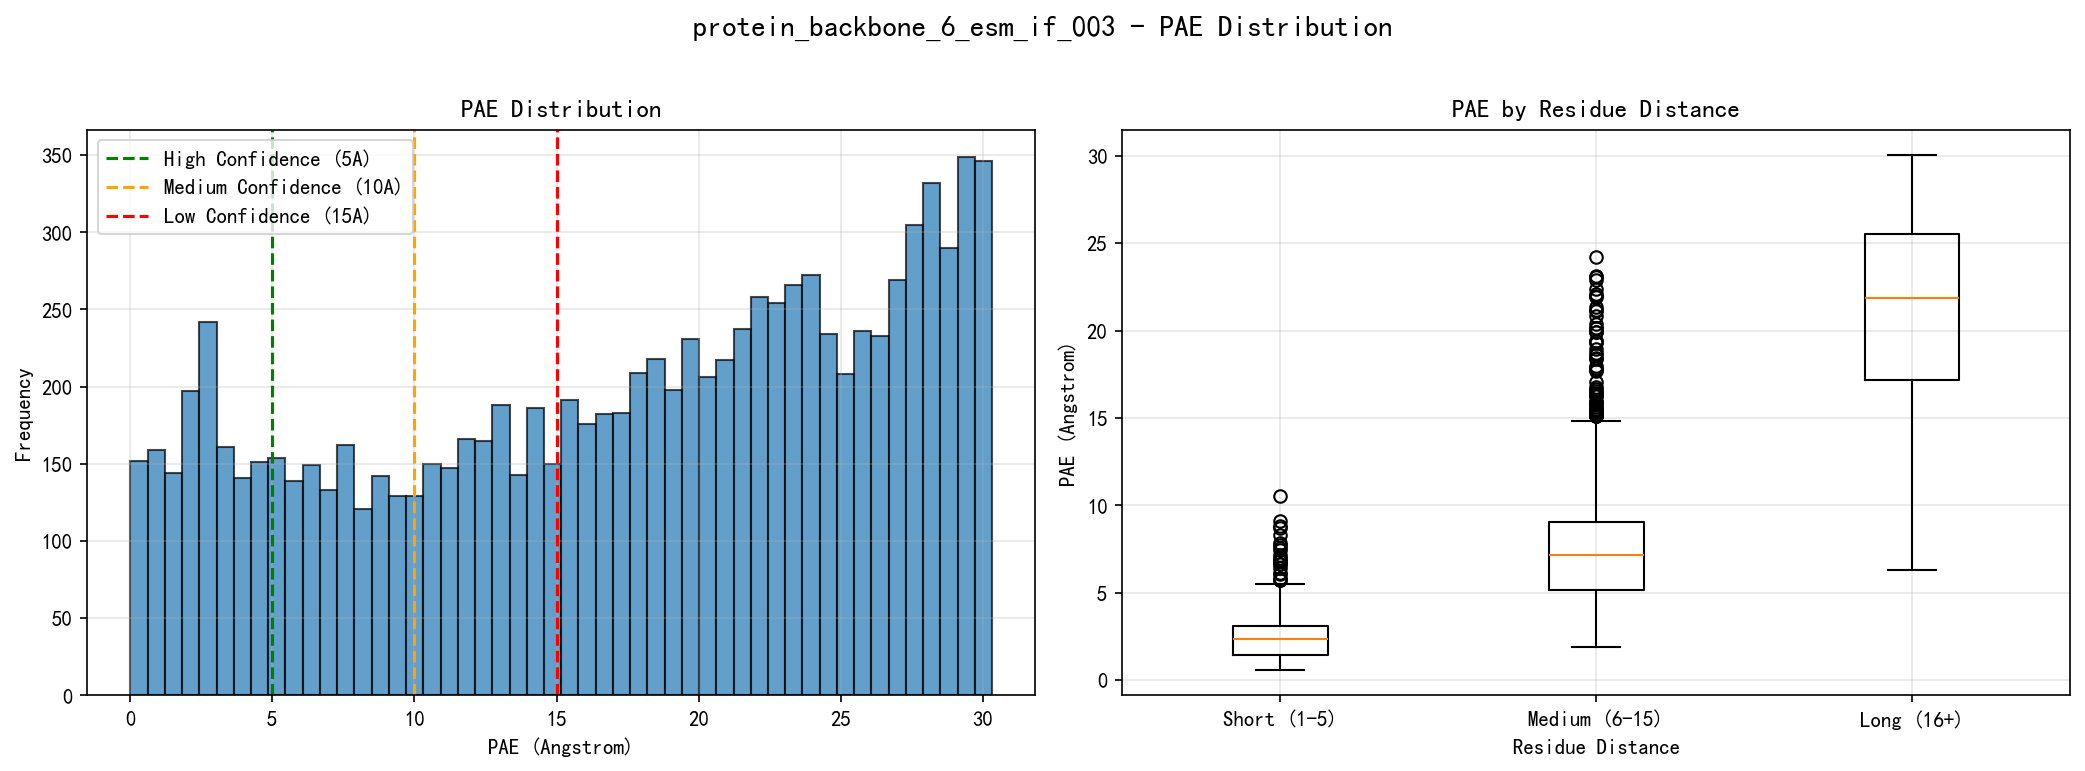 protein_backbone_6_esm_if_003 - PAE Distribution
PAE Distribution
High Confidence (5A)
Medium Confidence (10A)
Low Confidence (15A)
350
300
250
200
150
100
50
0
Frequency
0 5 10 15 20 25 30
PAE (Angstrom)
PAE by Residue Distance
30
25
20
15
10
5
0
PAE (Angstrom)
Short (1-5) Medium (6-15) Long (16+)
Residue Distance